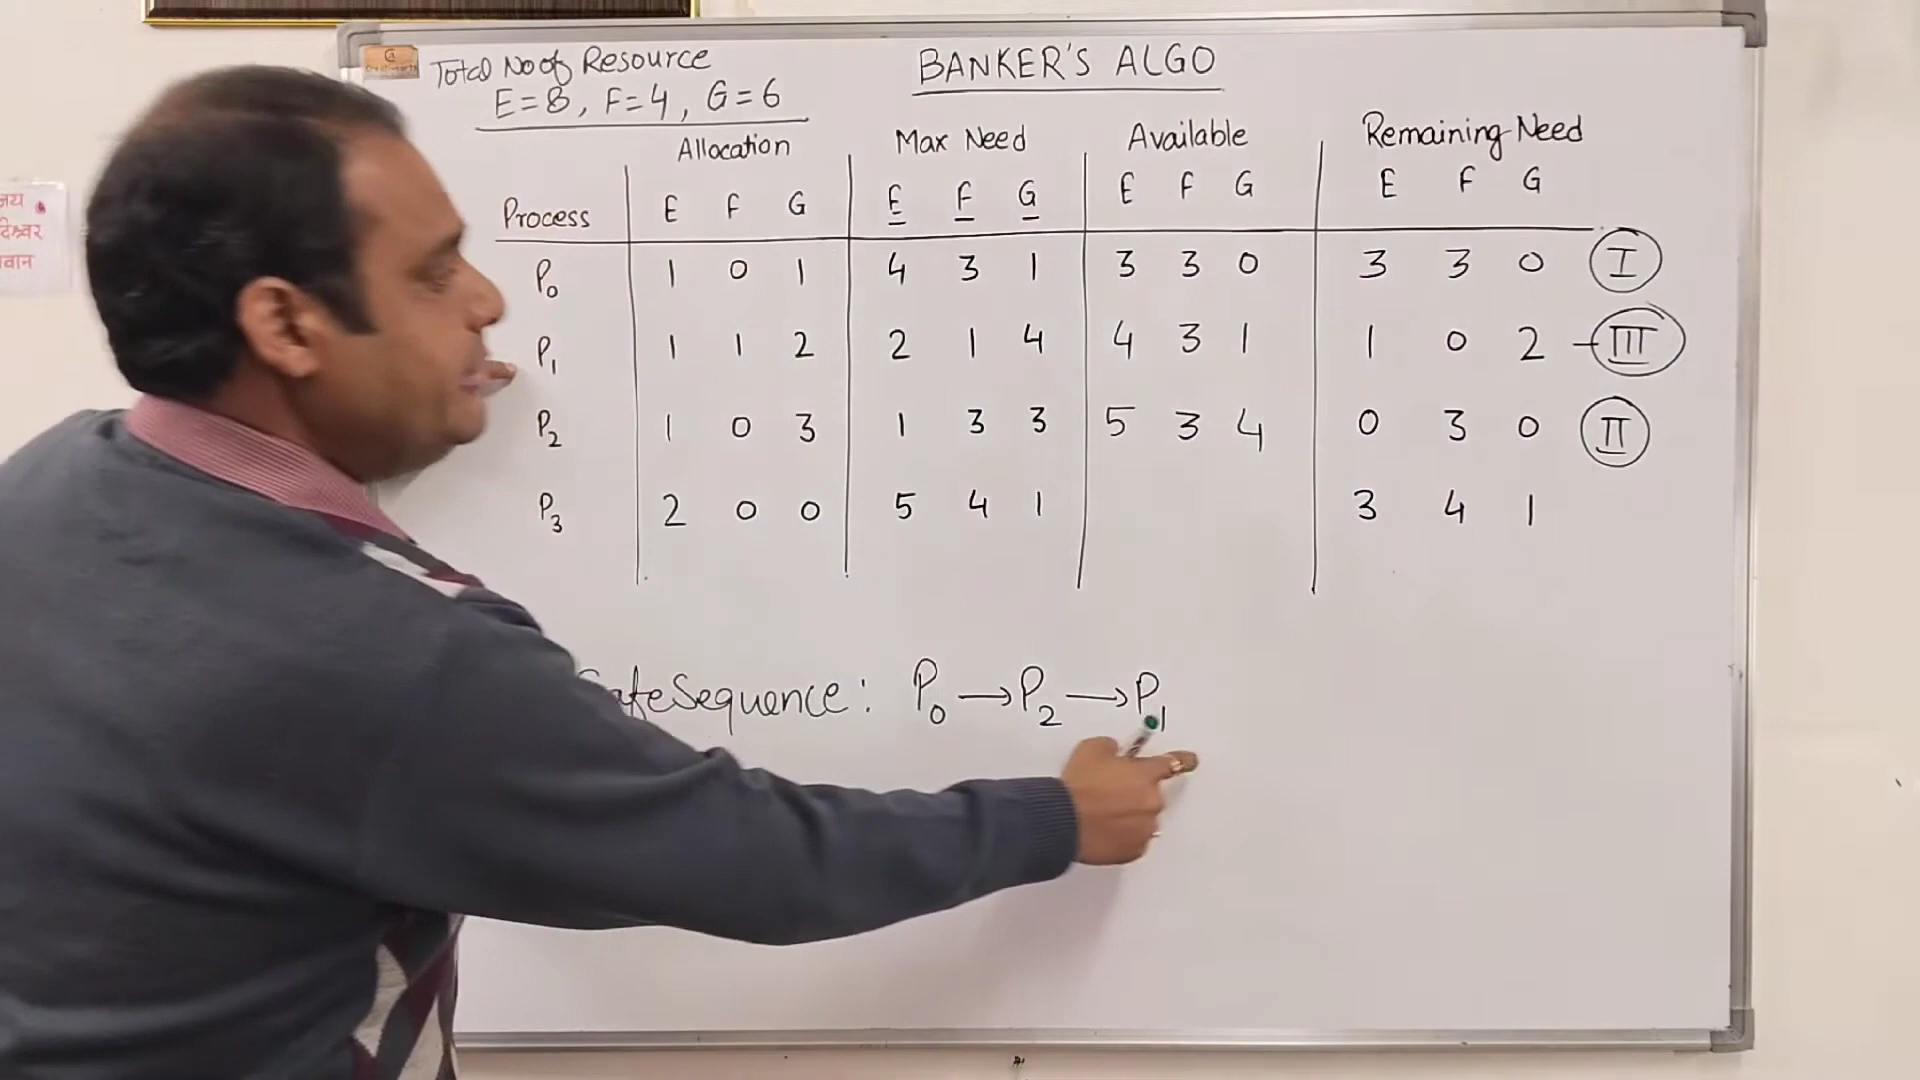 Total No of Resource
E=8, F=4, G=6
BANKER'S ALGO
Allocation Max Need Available Remaining Need
Process E F G E F G E F G E F G
P0 1 0 1 4 3 1 3 3 0 3 3 0 I
P1 1 1 2 2 1 4 4 3 1 1 0 2 - III
P2 1 0 3 1 3 3 5 3 4 0 3 0 II
P3 2 0 0 5 4 1 3 4 1
Safe Sequence: P0 → P2 → P1